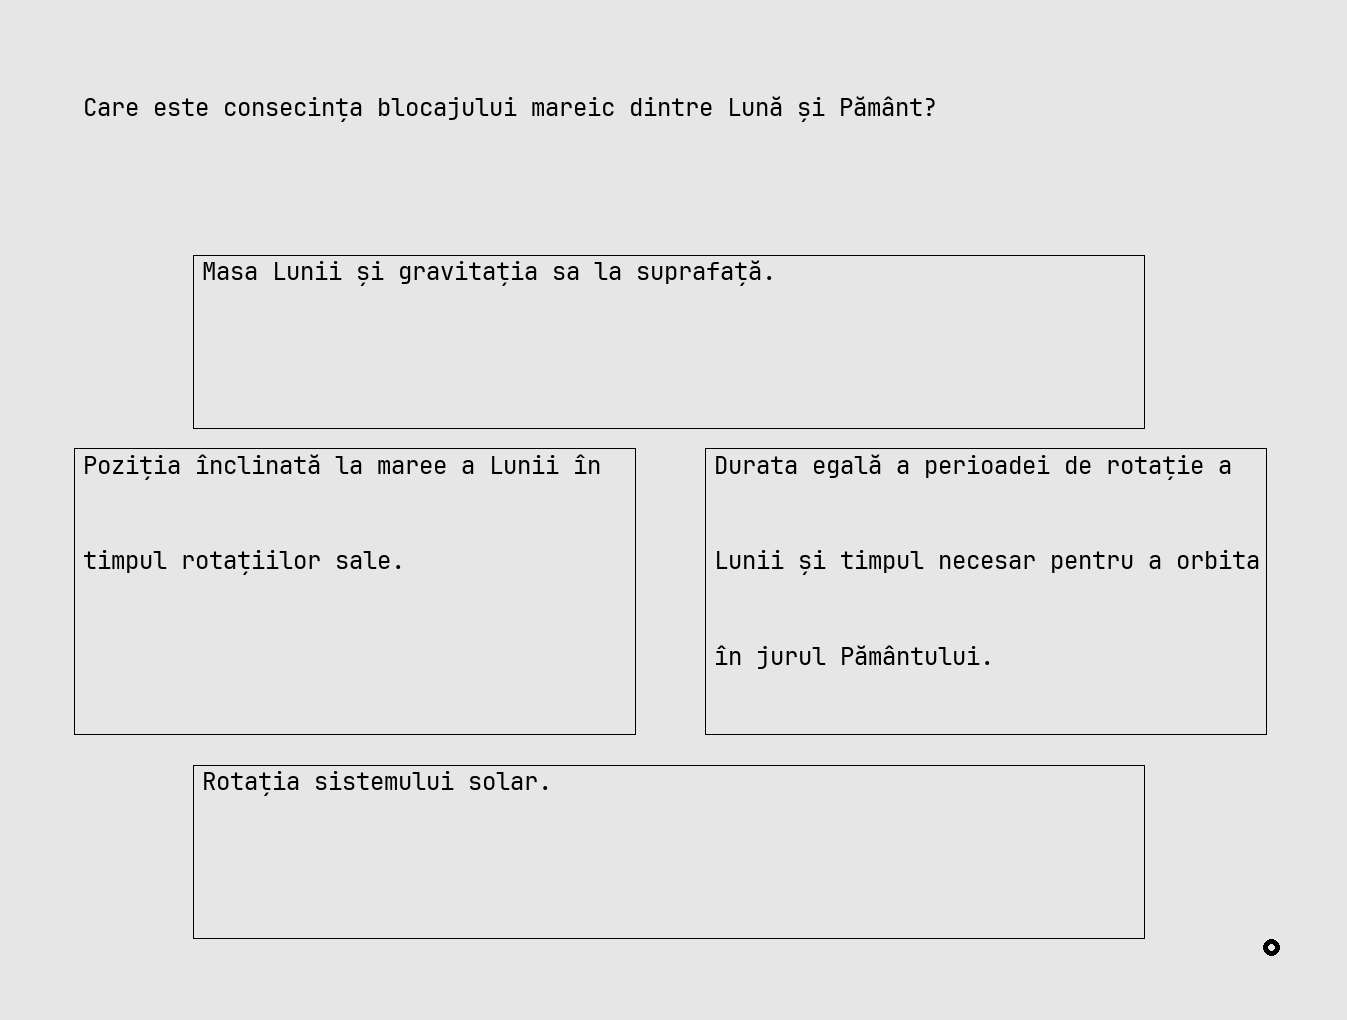 Care este consecința blocajului mareic dintre Lună și Pământ?
Masa Lunii și gravitația sa la suprafață.
Poziția înclinată la maree a Lunii în
timpul rotațiilor sale.
Durata egală a perioadei de rotație a
Lunii și timpul necesar pentru a orbita
în jurul Pământului.
Rotația sistemului solar.